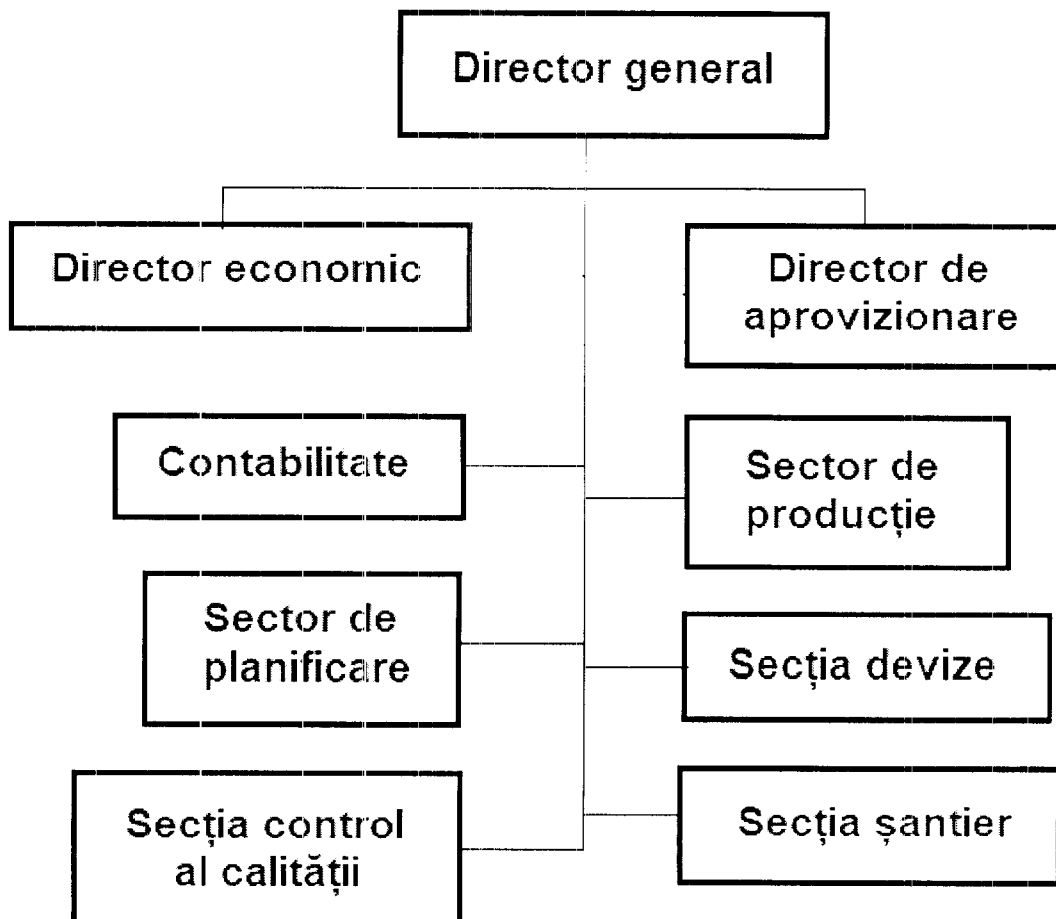 Director general
Director economic
Director de
aprovizionare
Contabilitate
Sector de
producție
Sector de
planificare
Secția devize
Secția control
al calității
Secția șantier